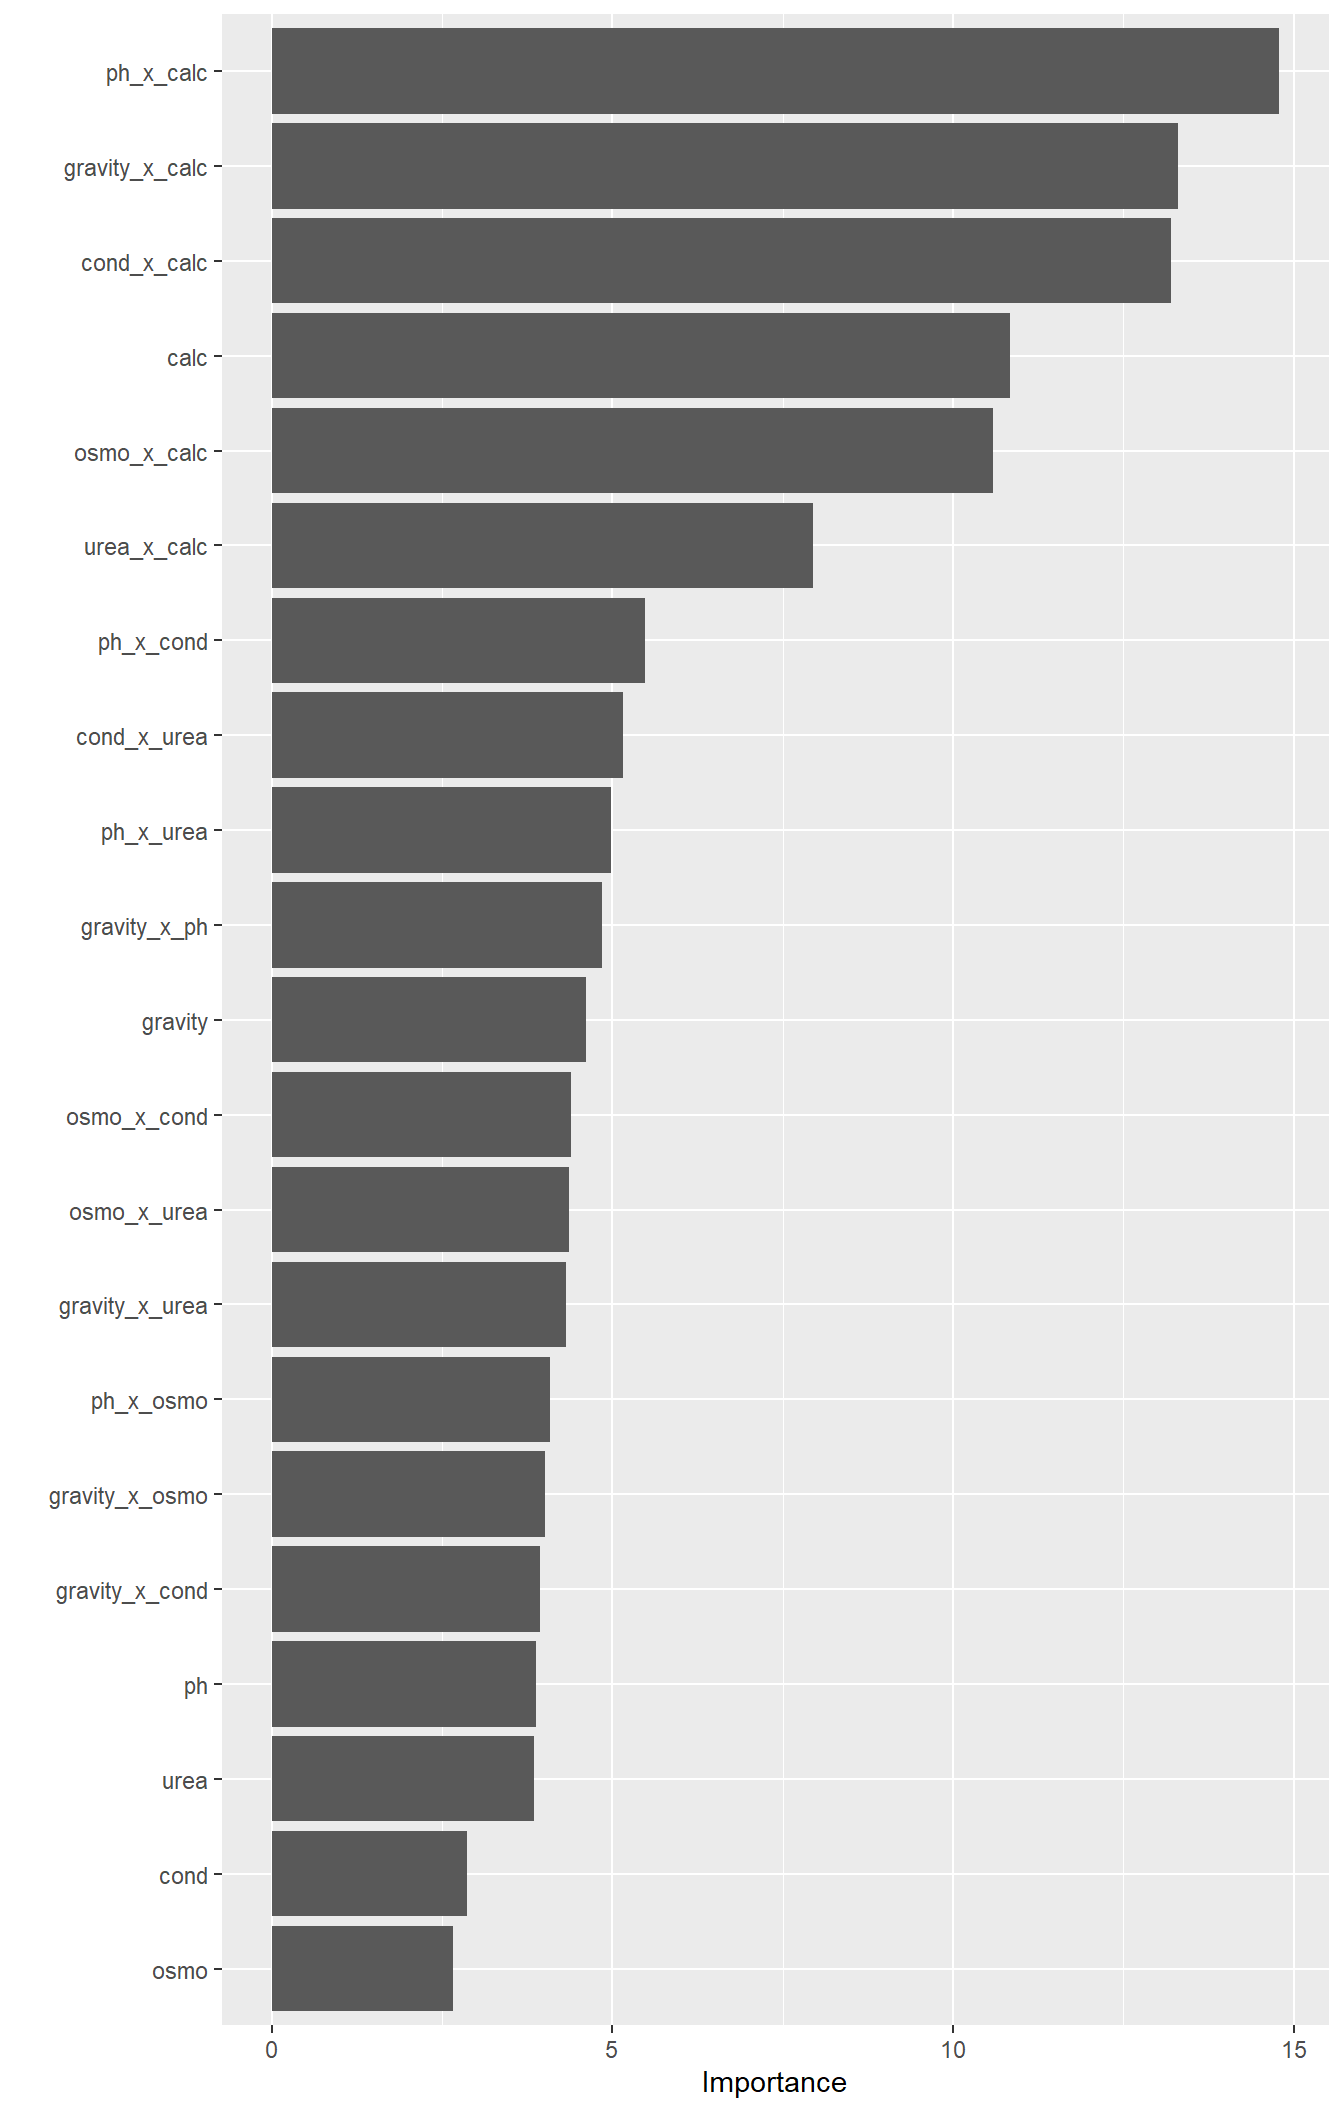 ph_x_calc
gravity_x_calc
cond_x_calc
calc
osmo_x_calc
urea_x_calc
ph_x_cond
cond_x_urea
ph_x_urea
gravity_x_ph
gravity
osmo_x_cond
osmo_x_urea
gravity_x_urea
ph_x_osmo
gravity_x_osmo
gravity_x_cond
ph
urea
cond
osmo
0 5 10 15
Importance